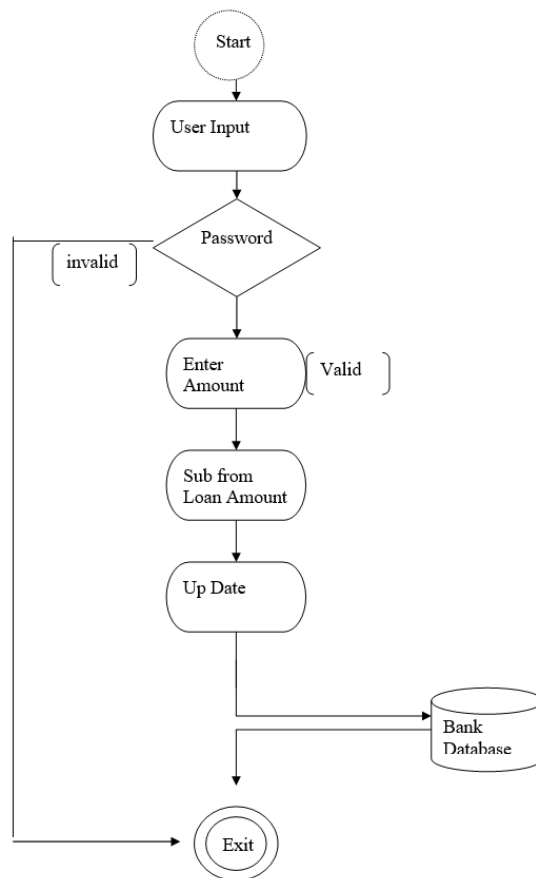 Start
User Input
Password
invalid
Enter
Amount
Valid
Sub from
Loan Amount
Up Date
Bank
Database
Exit